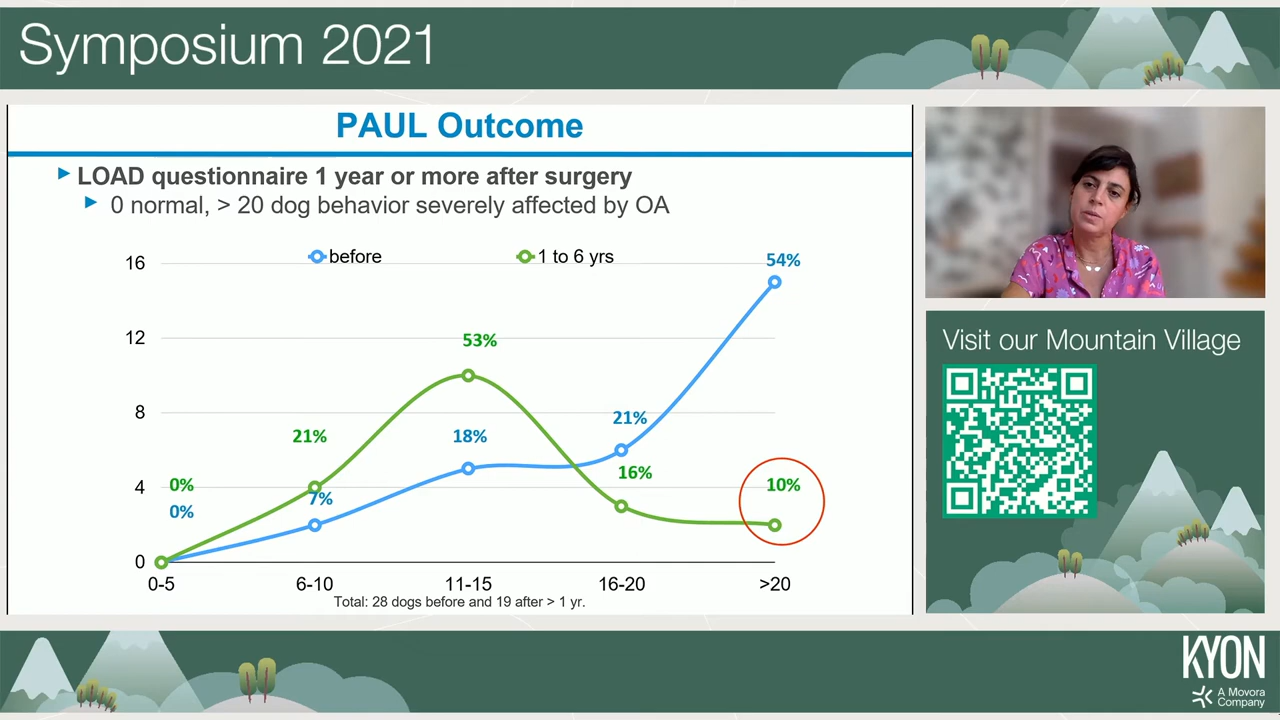 Symposium 2021
PAUL Outcome
LOAD questionnaire 1 year or more after surgery
0 normal, > 20 dog behavior severely affected by OA
before
1 to 6 yrs
16
12
8
4
0
54%
53%
21%
18%
21%
7%
16%
10%
0%
0%
0-5
6-10
11-15
16-20
>20
Total: 28 dogs before and 19 after > 1 yr.
Visit our Mountain Village
KYON
A Movora
Company